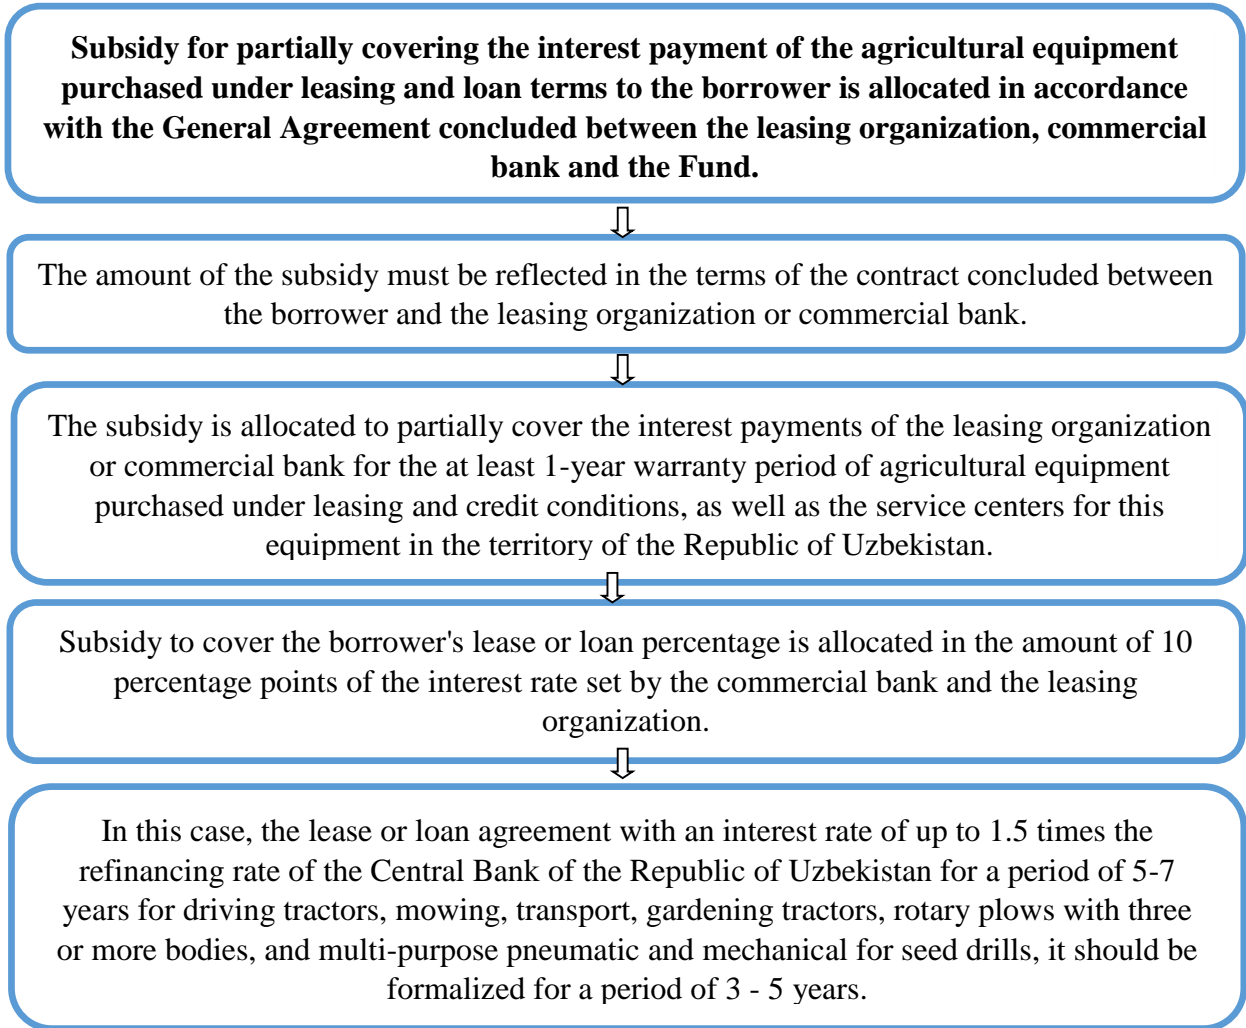 Subsidy for partially covering the interest payment of the agricultural equipment
purchased under leasing and loan terms to the borrower is allocated in accordance
with the General Agreement concluded between the leasing organization, commercial
bank and the Fund.
The amount of the subsidy must be reflected in the terms of the contract concluded between
the borrower and the leasing organization or commercial bank.
The subsidy is allocated to partially cover the interest payments of the leasing organization
or commercial bank for the at least 1-year warranty period of agricultural equipment
purchased under leasing and credit conditions, as well as the service centers for this
equipment in the territory of the Republic of Uzbekistan.
Subsidy to cover the borrower's lease or loan percentage is allocated in the amount of 10
percentage points of the interest rate set by the commercial bank and the leasing
organization.
In this case, the lease or loan agreement with an interest rate of up to 1.5 times the
refinancing rate of the Central Bank of the Republic of Uzbekistan for a period of 5-7
years for driving tractors, mowing, transport, gardening tractors, rotary plows with three
or more bodies, and multi-purpose pneumatic and mechanical for seed drills, it should be
formalized for a period of 3 - 5 years.